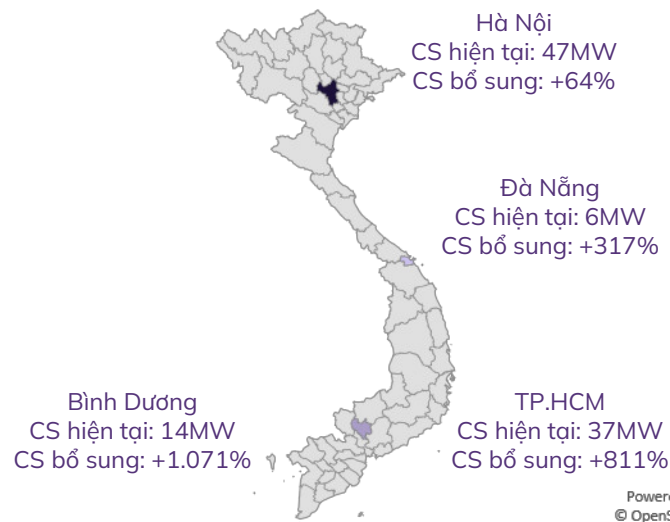 Hà Nội
CS hiện tại: 47MW
CS bổ sung: +64%
Đà Nẵng
CS hiện tại: 6MW
CS bổ sung: +317%
Bình Dương
CS hiện tại: 14MW
CS bổ sung: +1.071%
TP.HCM
CS hiện tại: 37MW
CS bổ sung: +811%
Powere
© OpenS